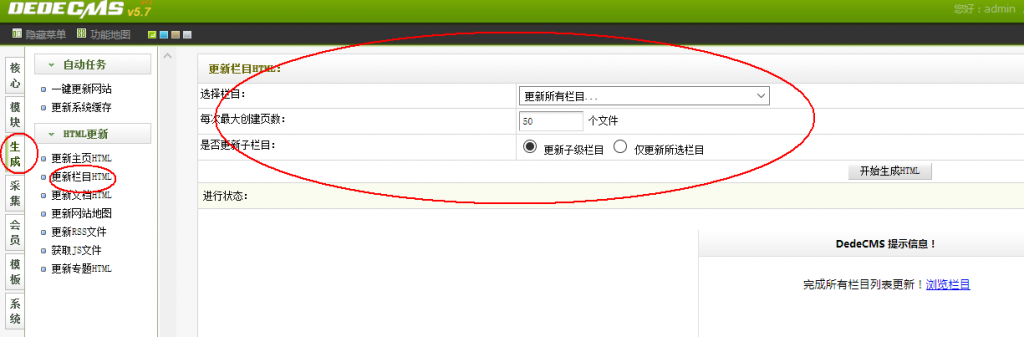 DEDECMS v5.7
您好：admin
隐藏菜单 功能地图
核心
模块
生成
采集
会员
模板
系统
自动任务
一键更新网站
更新系统缓存
HTML更新
更新主页HTML
更新栏目HTML
更新文档HTML
更新网站地图
更新RSS文件
获取JS文件
更新专题HTML
更新栏目HTML：
选择栏目： 更新所有栏目...
每次最大创建页数： 50 个文件
是否更新子栏目： 更新子级栏目 仅更新所选栏目
开始生成HTML
进行状态：
DedeCMS 提示信息！
完成所有栏目列表更新！浏览栏目